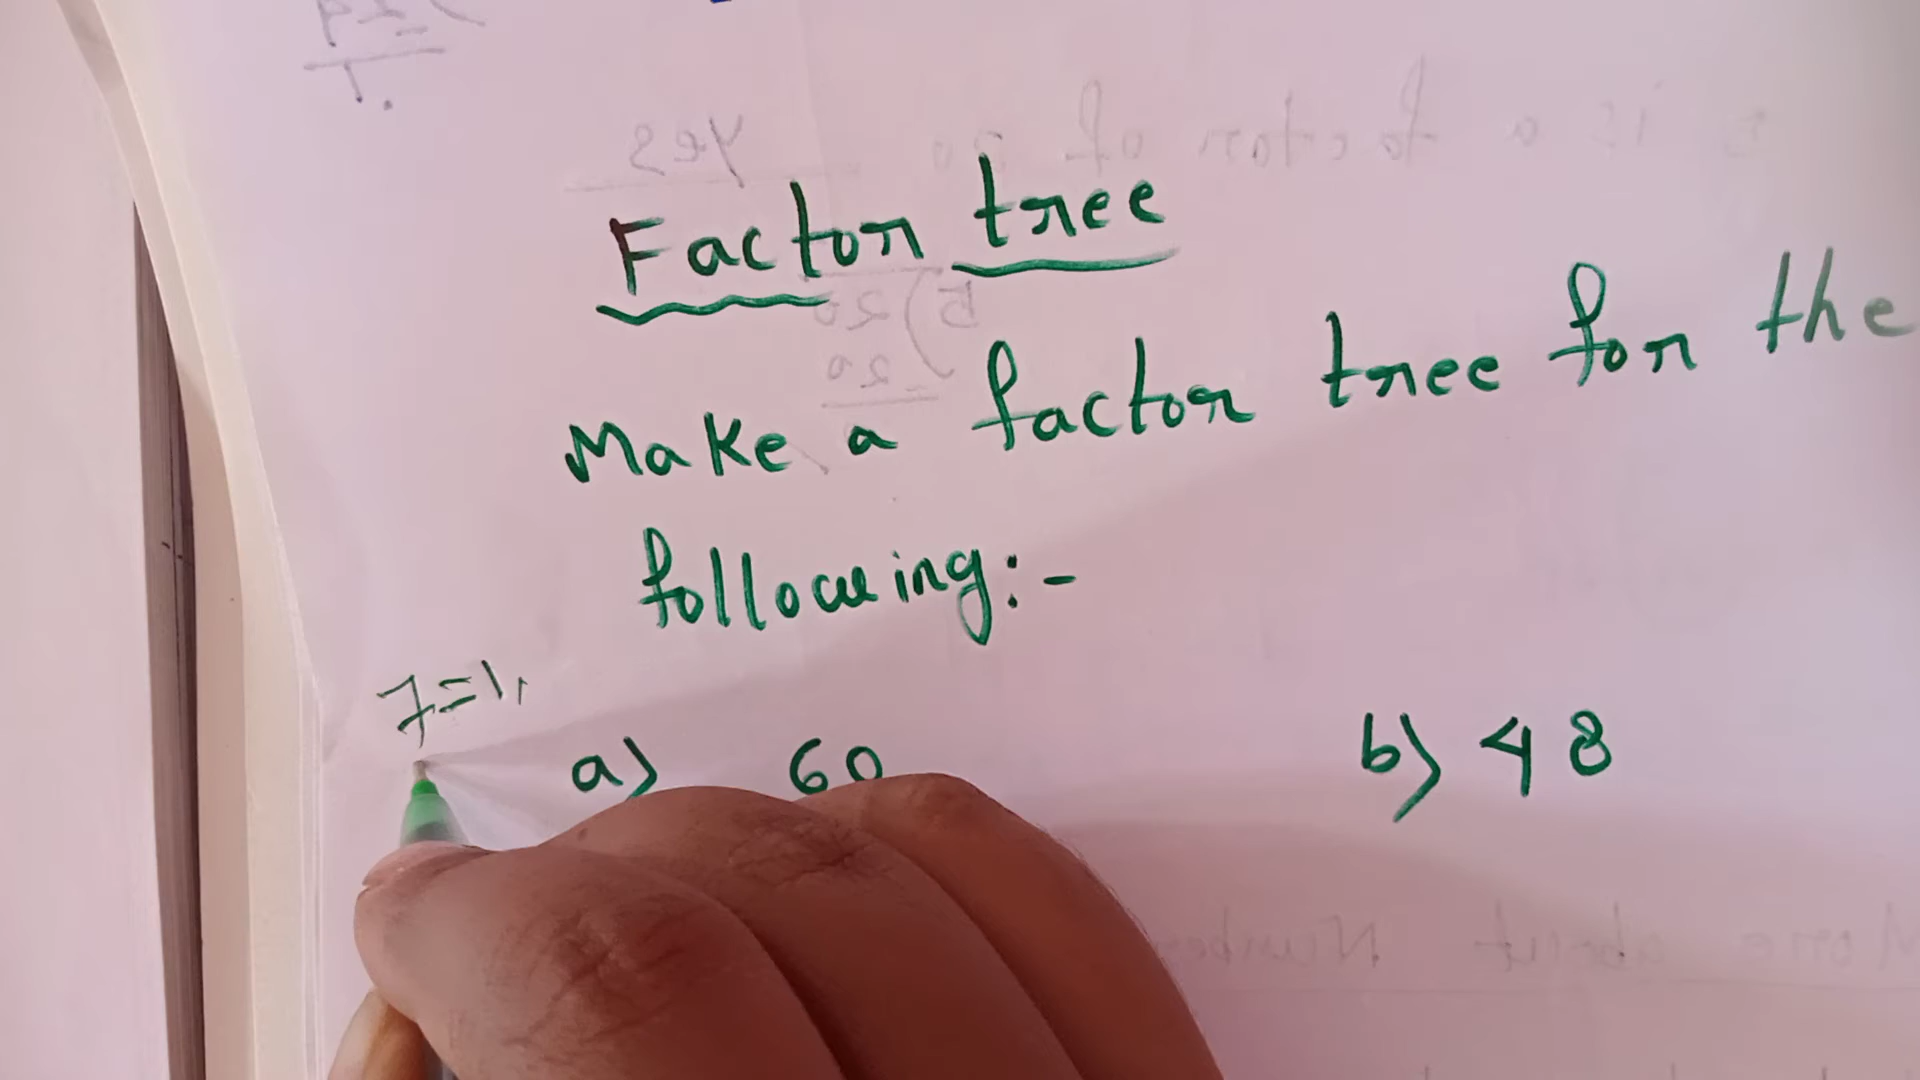 Factor tree
Make a factor tree for the
following:-
7=1,
a) 60
b) 48